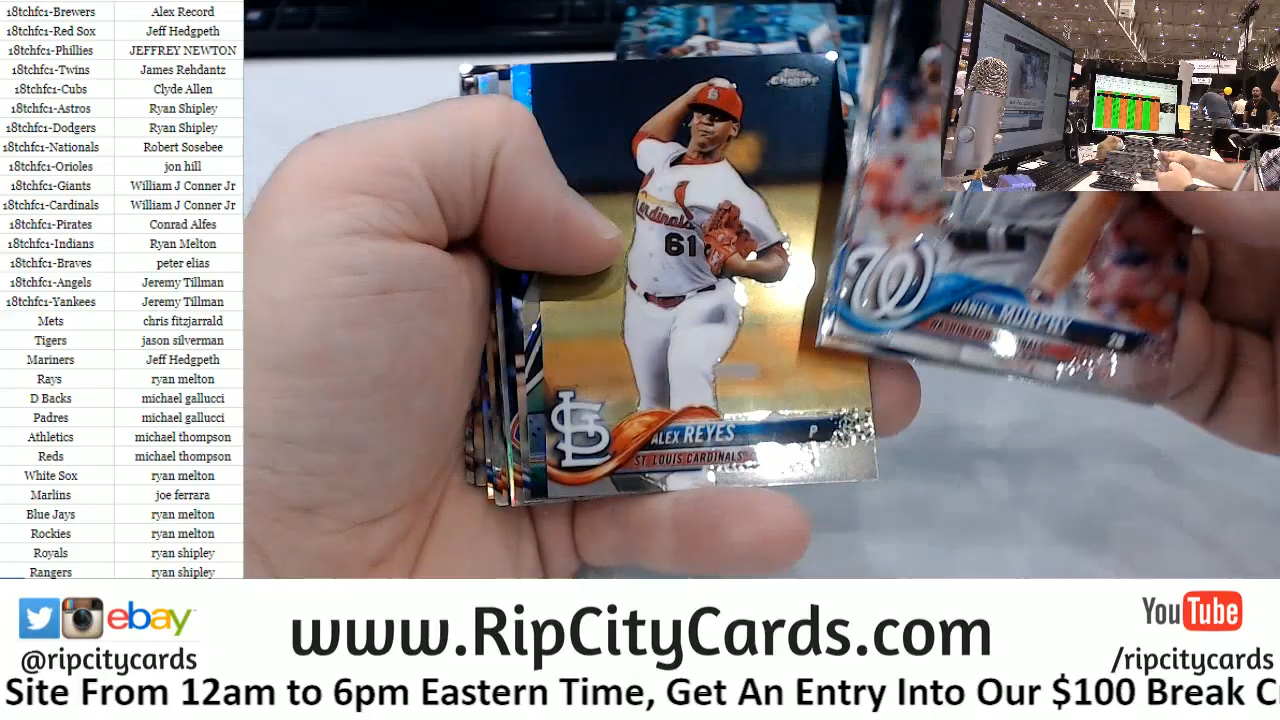 18tchfc1-Brewers Alex Record
18tchfc1-Red Sox Jeff Hedgpeth
18tchfc1-Phillies JEFFREY NEWTON
18tchfc1-Twins James Rehdantz
18tchfc1-Cubs Clyde Allen
18tchfc1-Astros Ryan Shipley
18tchfc1-Dodgers Ryan Shipley
18tchfc1-Nationals Robert Sosebee
18tchfc1-Orioles jon hill
18tchfc1-Giants William J Conner Jr
18tchfc1-Cardinals William J Conner Jr
18tchfc1-Pirates Conrad Alfes
18tchfc1-Indians Ryan Melton
18tchfc1-Braves peter elias
18tchfc1-Angels Jeremy Tillman
18tchfc1-Yankees Jeremy Tillman
Mets chris fitzjarrald
Tigers jason silverman
Mariners Jeff Hedgpeth
Rays ryan melton
D Backs michael gallucci
Padres michael gallucci
Athletics michael thompson
Reds michael thompson
White Sox ryan melton
Marlins joe ferrara
Blue Jays ryan melton
Rockies ryan melton
Royals ryan shipley
Rangers ryan shipley
Topps Chrome
Cardinals
61
STL
ALEX REYES P
ST. LOUIS CARDINALS
W
DANIEL MURPHY
WASHINGTON NATIONALS
ebay
@ripcitycards
www.RipCityCards.com
YouTube
/ripcitycards
Site From 12am to 6pm Eastern Time, Get An Entry Into Our $100 Break C